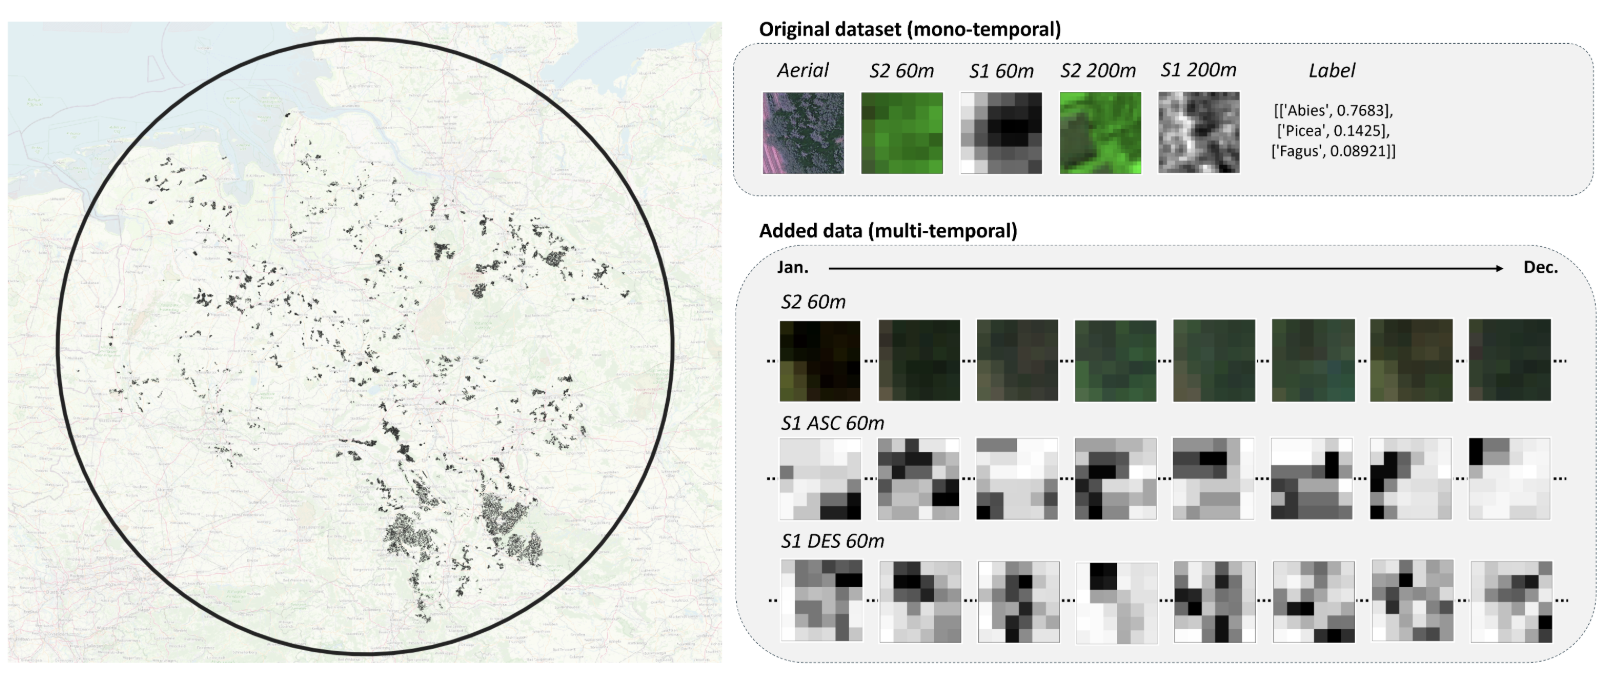 Original dataset (mono-temporal)
Aerial S2 60m S1 60m S2 200m S1 200m Label
[['Abies', 0.7683],
['Picea', 0.1425],
['Fagus', 0.08921]]
Added data (multi-temporal)
Jan. Dec.
S2 60m
S1 ASC 60m
S1 DES 60m